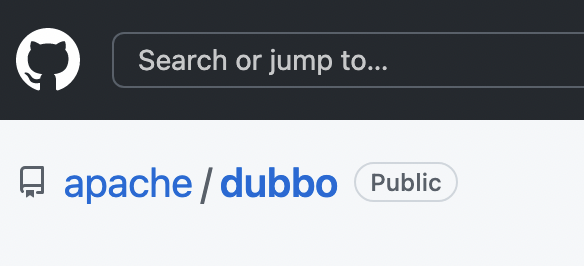 Search or jump to...
apache / dubbo Public